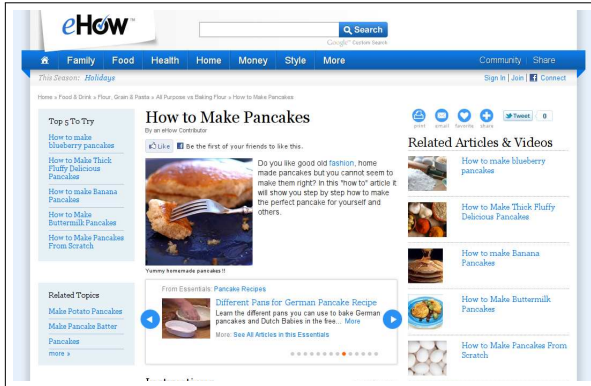 eHow™
Search
Google™ Custom Search
Family Food Health Home Money Style More
Community | Share
This Season: Holidays
Sign In | Join | Connect
Home » Food & Drink » Flour, Grain & Pasta » All Purpose vs Baking Flour » How to Make Pancakes
Top 5 To Try
How to make
blueberry pancakes
How to Make Thick
Fluffy Delicious
Pancakes
How to make Banana
Pancakes
How to Make
Buttermilk Pancakes
How to Make Pancakes
From Scratch
Related Topics
Make Potato Pancakes
Make Pancake Batter
Pancakes
more »
How to Make Pancakes
By an eHow Contributor
Like Be the first of your friends to like this.
Do you like good old fashion, home
made pancakes but you cannot seem to
make them right? In this "how to" article it
will show you step by step how to make
the perfect pancake for yourself and
others.
Yummy homemade pancakes!!
From Essentials: Pancake Recipes
Different Pans for German Pancake Recipe
Learn the different pans you can use to bake German
pancakes and Dutch Babies in the free... More
More: See All Articles in this Essentials
print email favorite share
Tweet 0
Related Articles & Videos
How to make blueberry
pancakes
How to Make Thick Fluffy
Delicious Pancakes
How to make Banana
Pancakes
How to Make Buttermilk
Pancakes
How to Make Pancakes From
Scratch